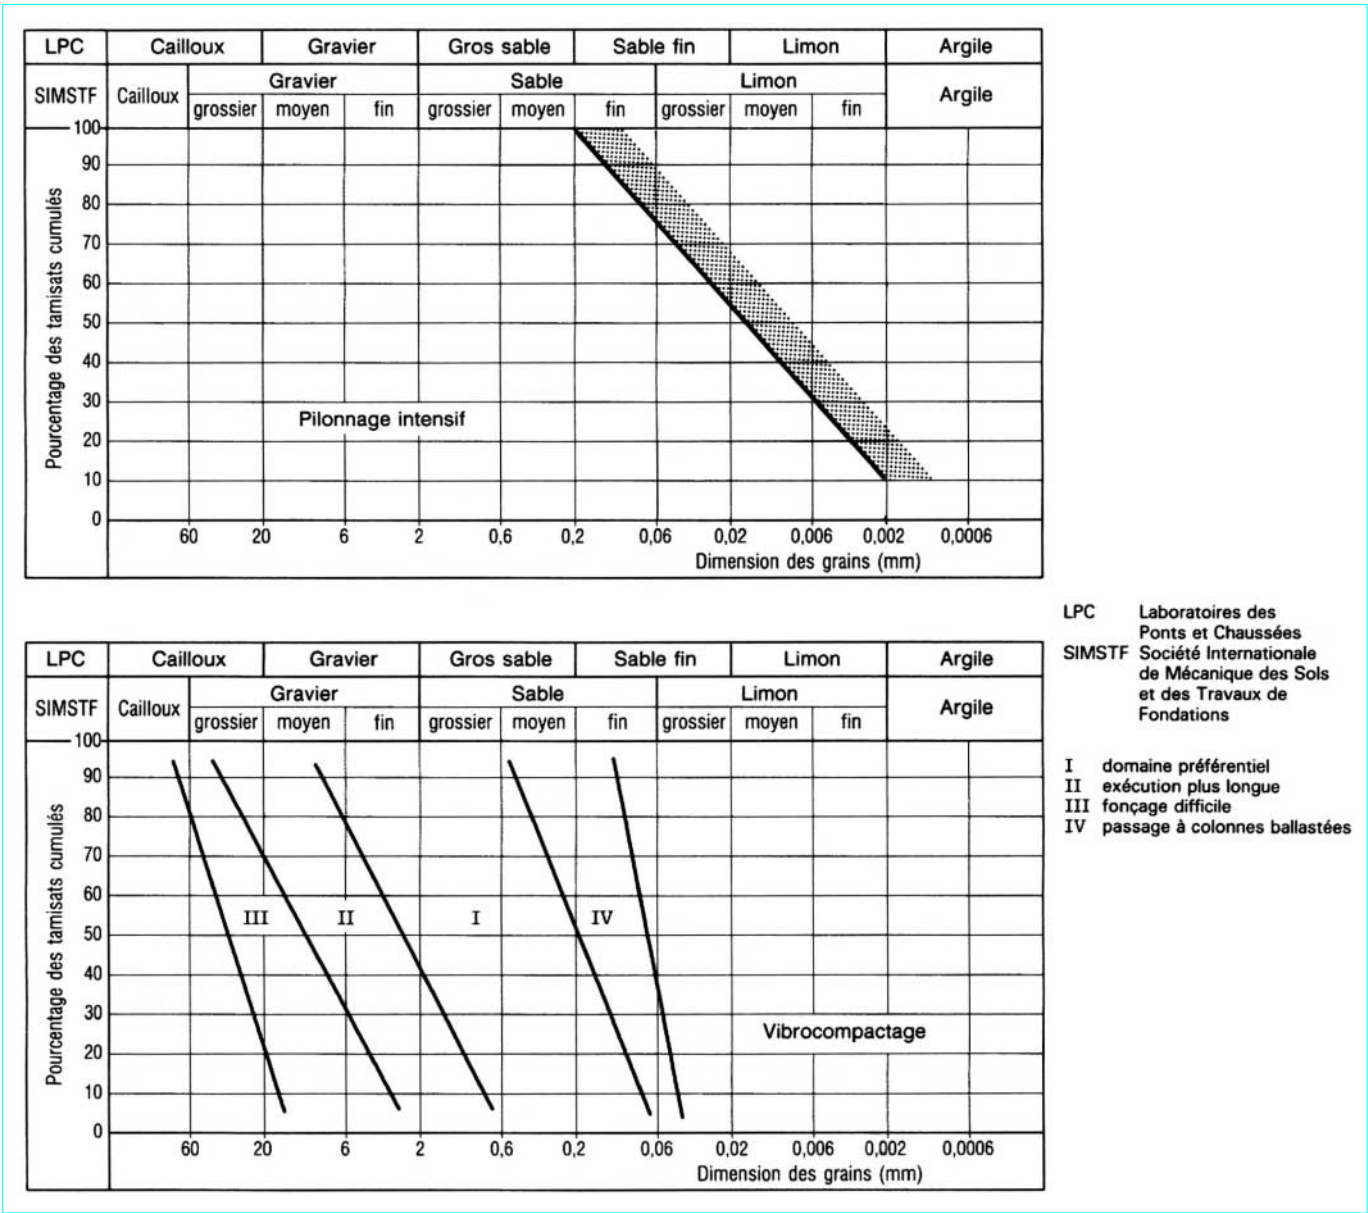 LPC Cailloux Gravier Gros sable Sable fin Limon Argile
SIMSTF Cailloux Gravier Sable Limon Argile
grossier moyen fin grossier moyen fin grossier moyen fin
Pourcentage des tamisats cumulés
100
90
80
70
60
50
40
30
20
10
0
Pilonnage intensif
60 20 6 2 0,6 0,2 0,06 0,02 0,006 0,002 0,0006
Dimension des grains (mm)
LPC Cailloux Gravier Gros sable Sable fin Limon Argile
SIMSTF Cailloux Gravier Sable Limon Argile
grossier moyen fin grossier moyen fin grossier moyen fin
Pourcentage des tamisats cumulés
100
90
80
70
60
50
40
30
20
10
0
III II I IV
Vibrocompactage
60 20 6 2 0,6 0,2 0,06 0,02 0,006 0,002 0,0006
Dimension des grains (mm)
LPC Laboratoires des
Ponts et Chaussées
SIMSTF Société Internationale
de Mécanique des Sols
et des Travaux de
Fondations
I domaine préférentiel
II exécution plus longue
III fonçage difficile
IV passage à colonnes ballastées